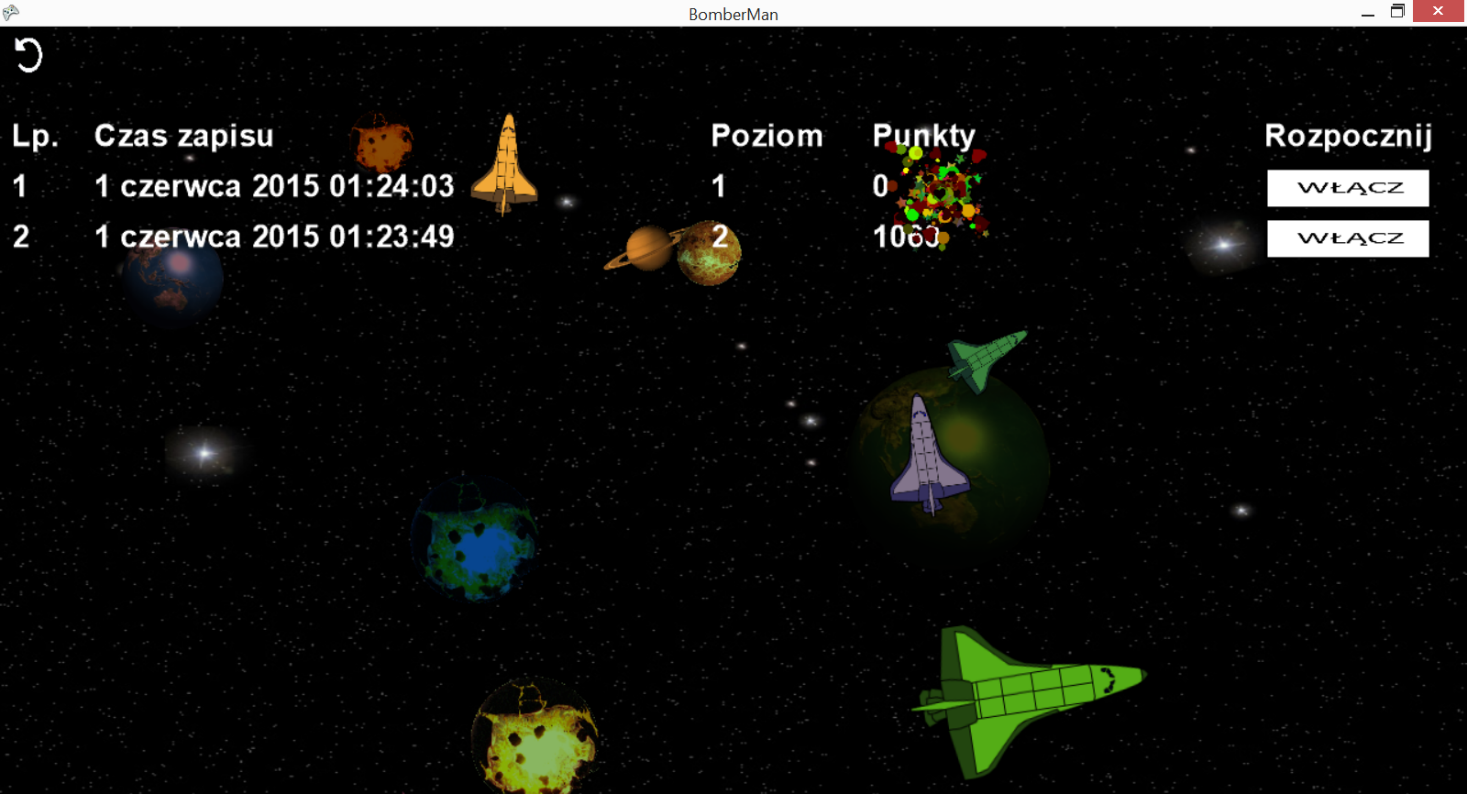 BomberMan
Lp. Czas zapisu Poziom Punkty Rozpocznij
1 1 czerwca 2015 01:24:03 1 0 WŁĄCZ
2 1 czerwca 2015 01:23:49 2 1060 WŁĄCZ